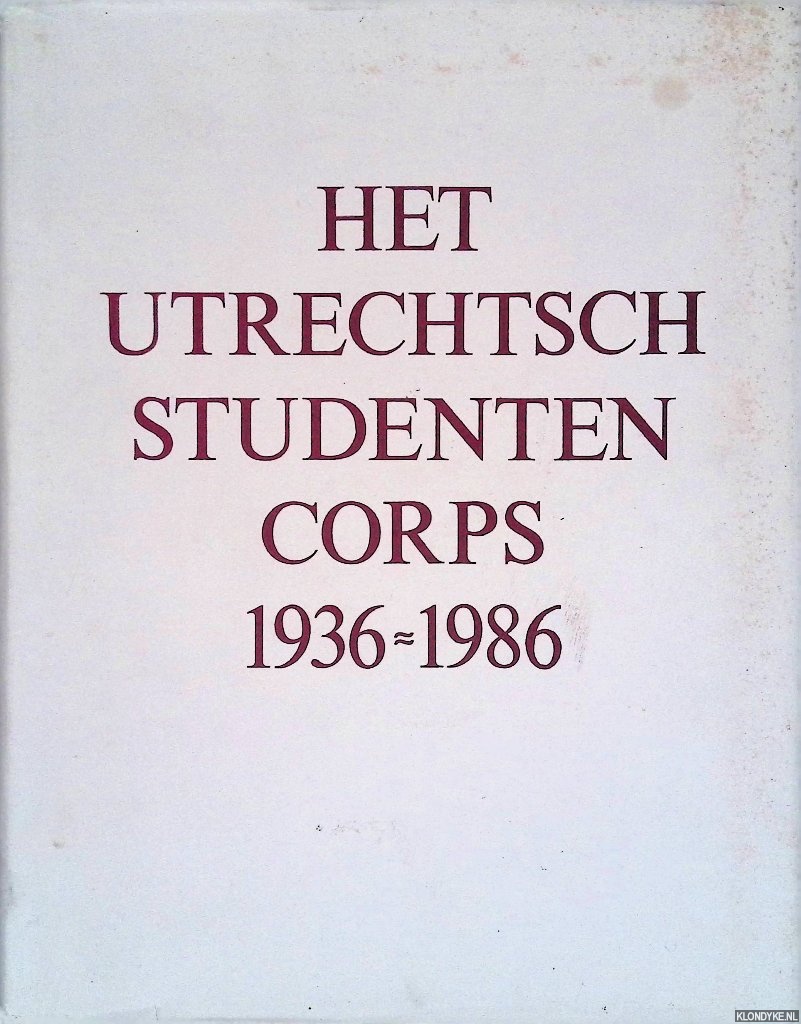 HET
UTRECHTSCH
STUDENTEN
CORPS
1936≈1986
KLONDYKE.NL